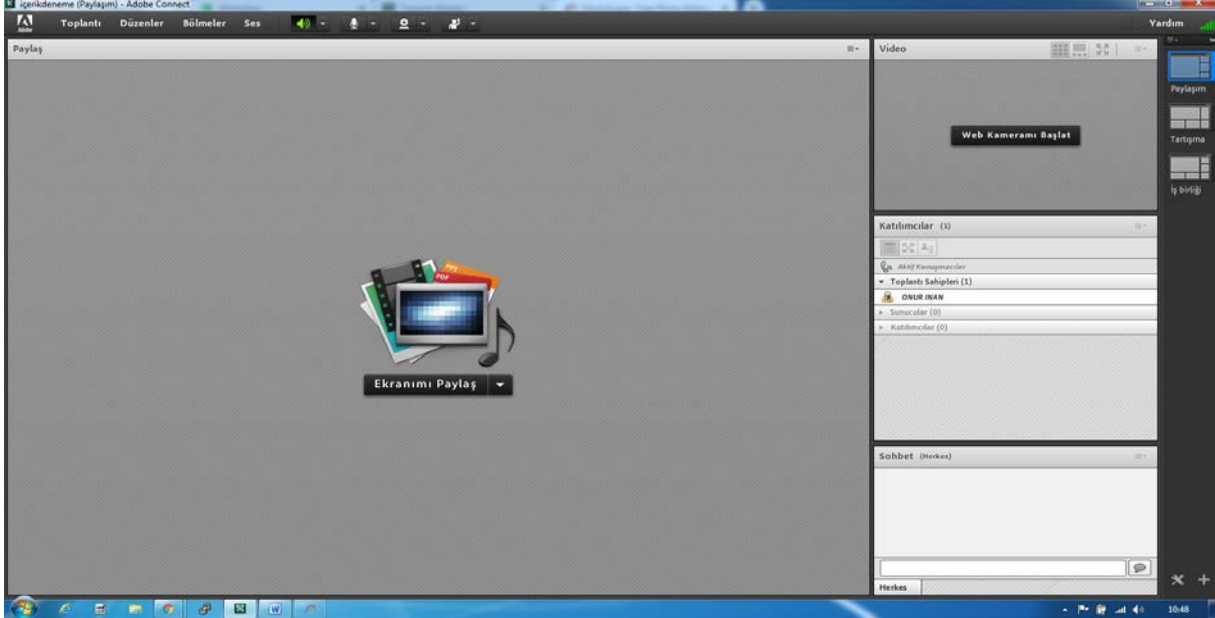 içerikdeneme (Paylaşım) - Adobe Connect
Adobe
Toplantı Düzenler Bölmeler Ses
Yardım
Paylaş
Video
Web Kameramı Başlat
Paylaşım
Tartışma
İş birliği
Katılımcılar (1)
Aktif Konuşmacılar
Toplantı Sahipleri (1)
ONUR INAN
Sunucular (0)
Katılımcılar (0)
PPT
PDF
Ekranımı Paylaş
Sohbet (Herkes)
Herkes
10:48